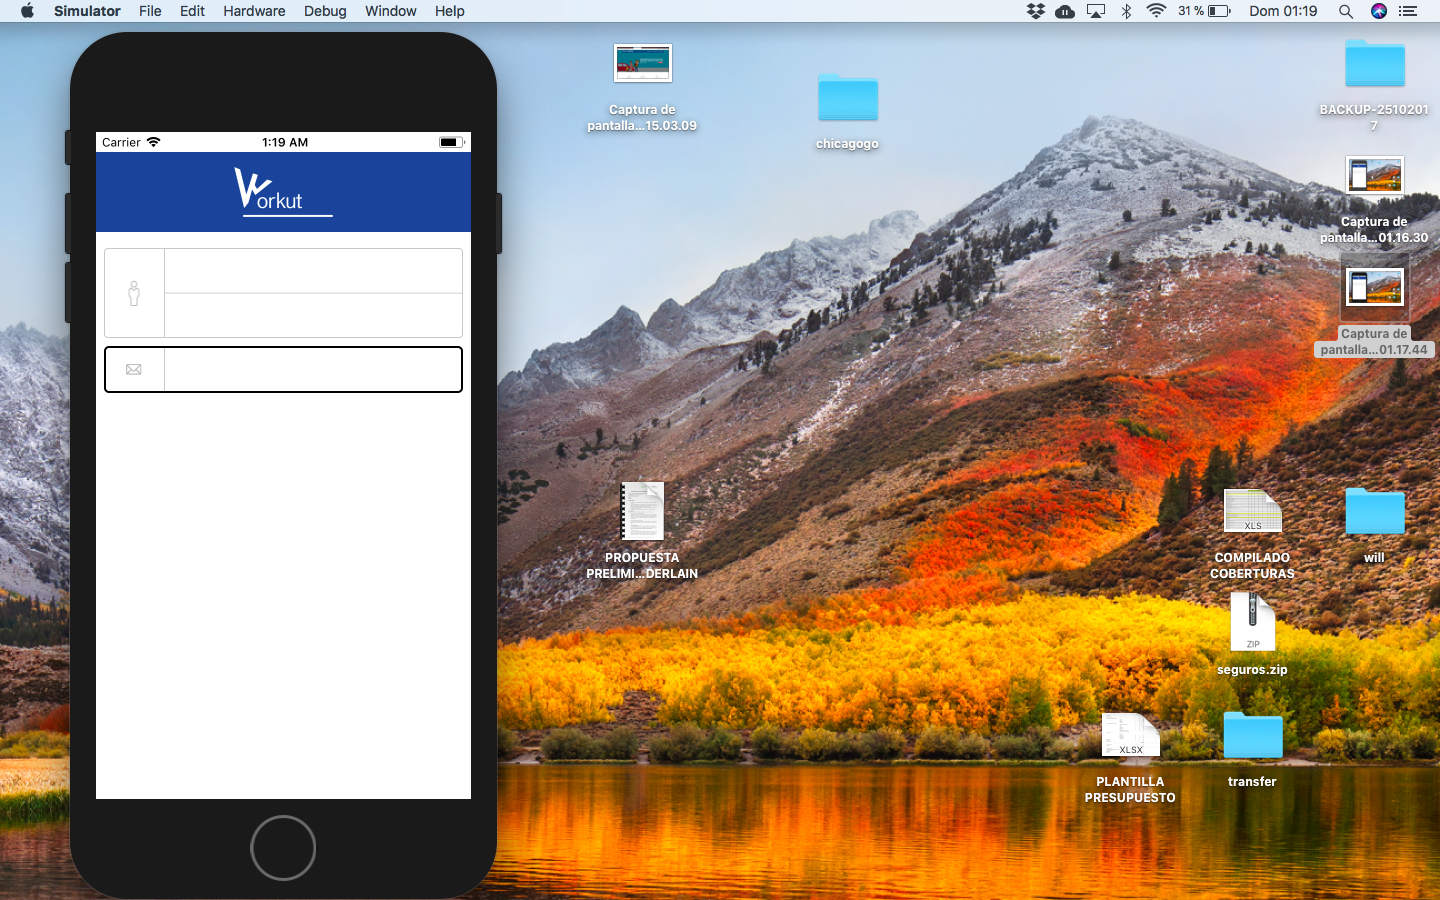 Simulator File Edit Hardware Debug Window Help
31 % Dom 01:19
Carrier 1:19 AM
Workut
Captura de
pantalla...15.03.09
chicagogo
BACKUP-2510201
7
Captura de
pantalla...01.16.30
Captura de
pantalla...01.17.44
PROPUESTA
PRELIMI...DERLAIN
XLS
COMPILADO
COBERTURAS
will
ZIP
seguros.zip
XLSX
PLANTILLA
PRESUPUESTO
transfer